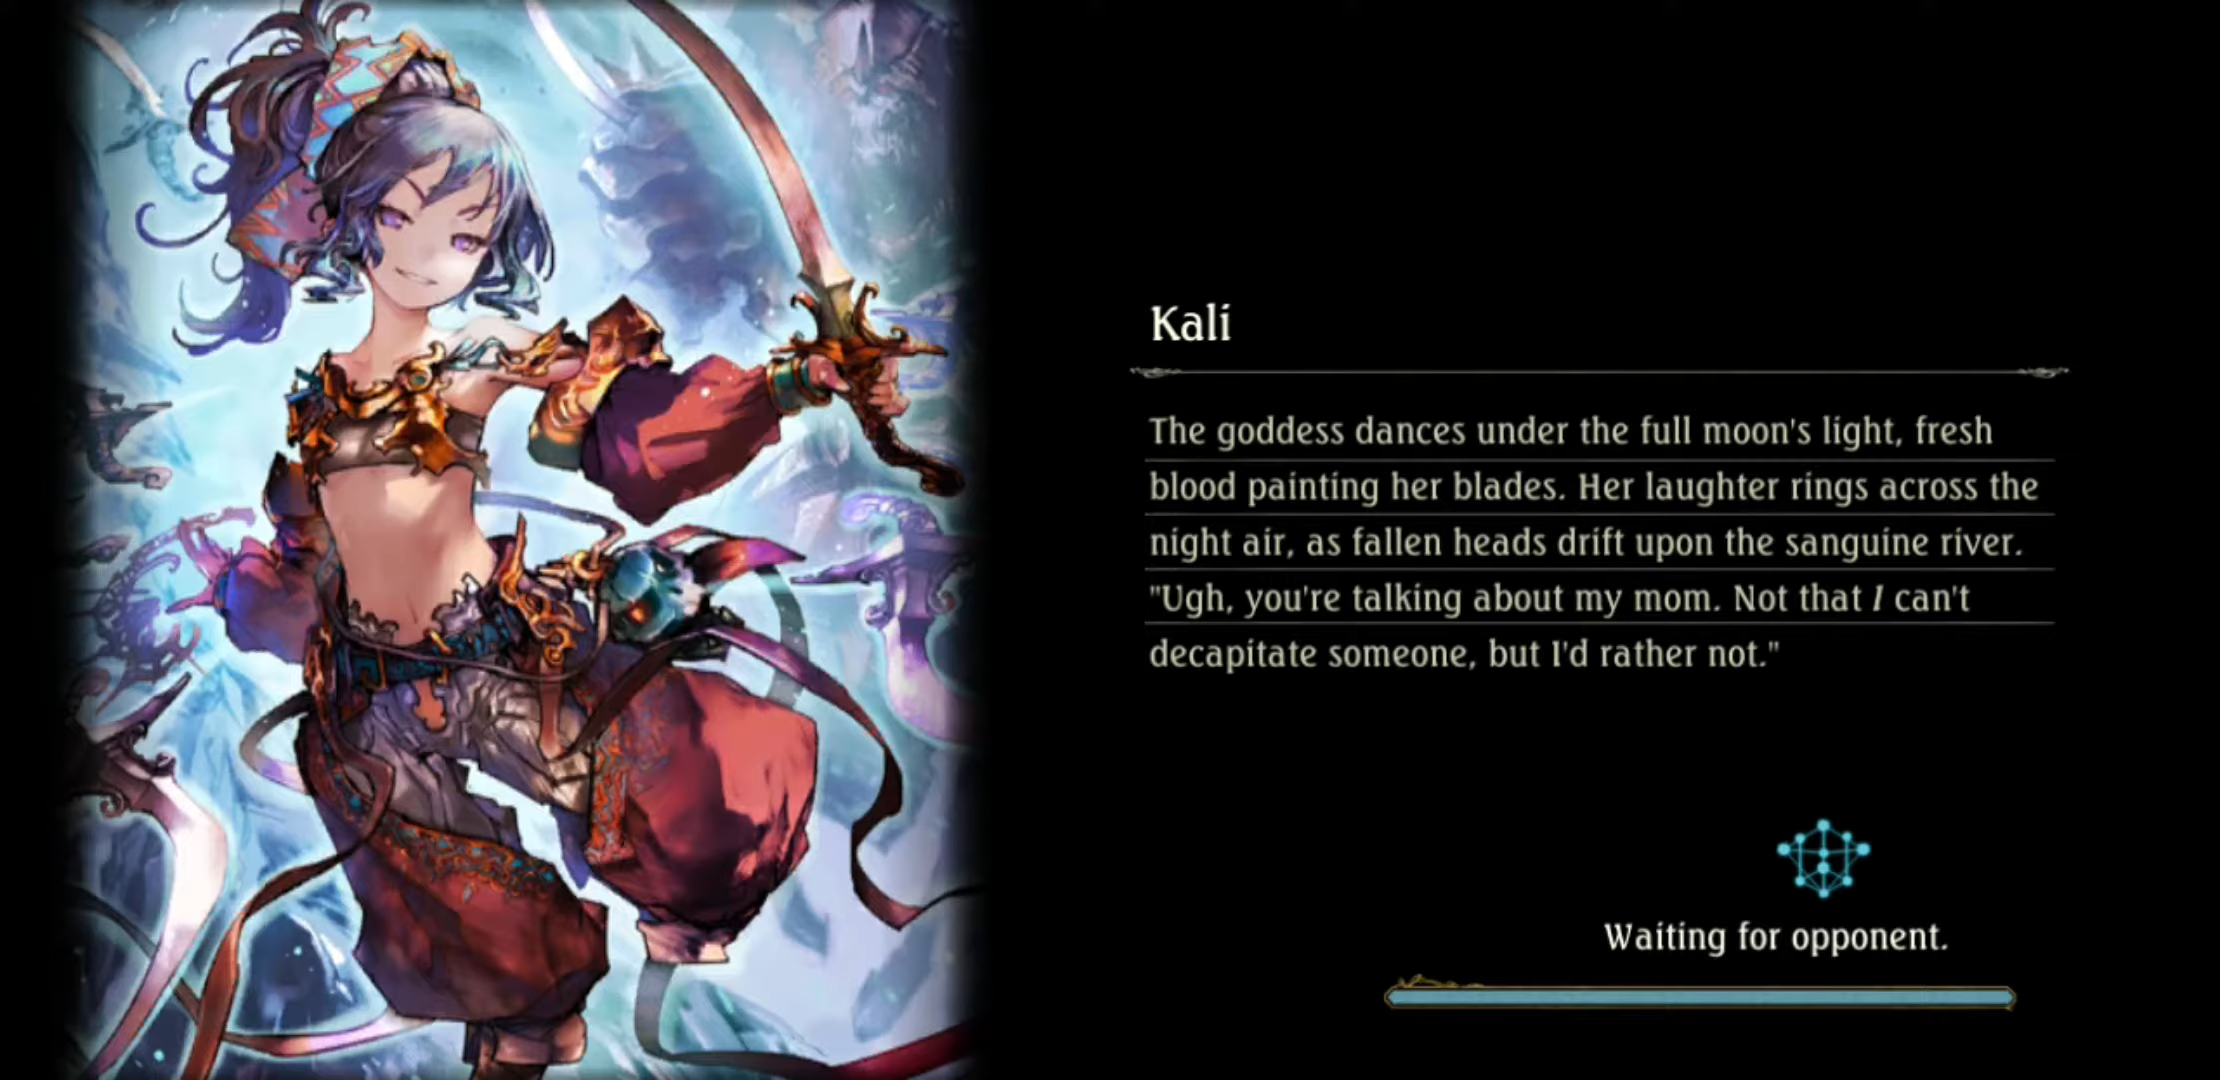 Kali
The goddess dances under the full moon's light, fresh
blood painting her blades. Her laughter rings across the
night air, as fallen heads drift upon the sanguine river.
"Ugh, you're talking about my mom. Not that I can't
decapitate someone, but I'd rather not."
Waiting for opponent.